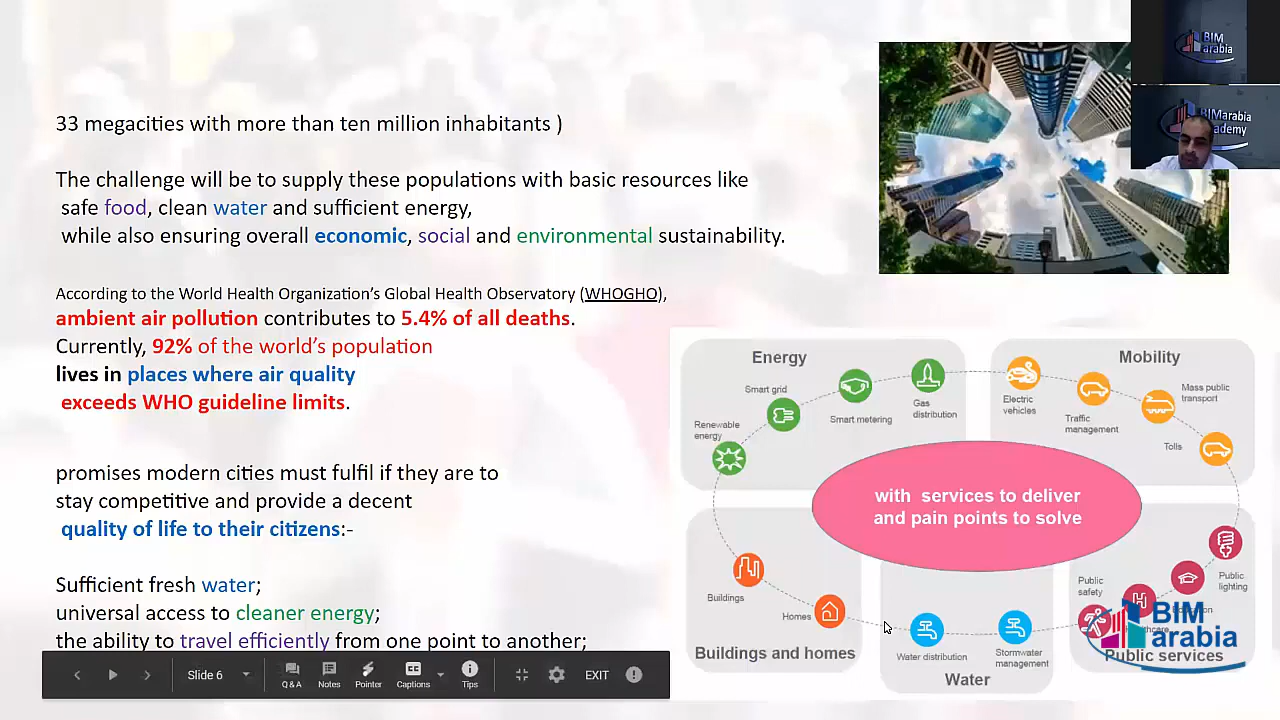 33 megacities with more than ten million inhabitants )
The challenge will be to supply these populations with basic resources like
safe food, clean water and sufficient energy,
while also ensuring overall economic, social and environmental sustainability.
According to the World Health Organization's Global Health Observatory (WHOGHO),
ambient air pollution contributes to 5.4% of all deaths.
Currently, 92% of the world's population
lives in places where air quality
exceeds WHO guideline limits.
promises modern cities must fulfil if they are to
stay competitive and provide a decent
quality of life to their citizens:-
Sufficient fresh water;
universal access to cleaner energy;
the ability to travel efficiently from one point to another;
Slide 6
Q & A
Notes
Pointer
Captions
Tips
EXIT
BIM
arabia
BIMarabia
Energy
Smart grid
Renewable
energy
Smart metering
Gas
distribution
Mobility
Electric
vehicles
Traffic
management
Mass public
transport
Tolls
with services to deliver
and pain points to solve
Buildings
Homes
Buildings and homes
Water distribution
Stormwater
management
Water
Public
safety
Public
lighting
Public services
BIM
arabia